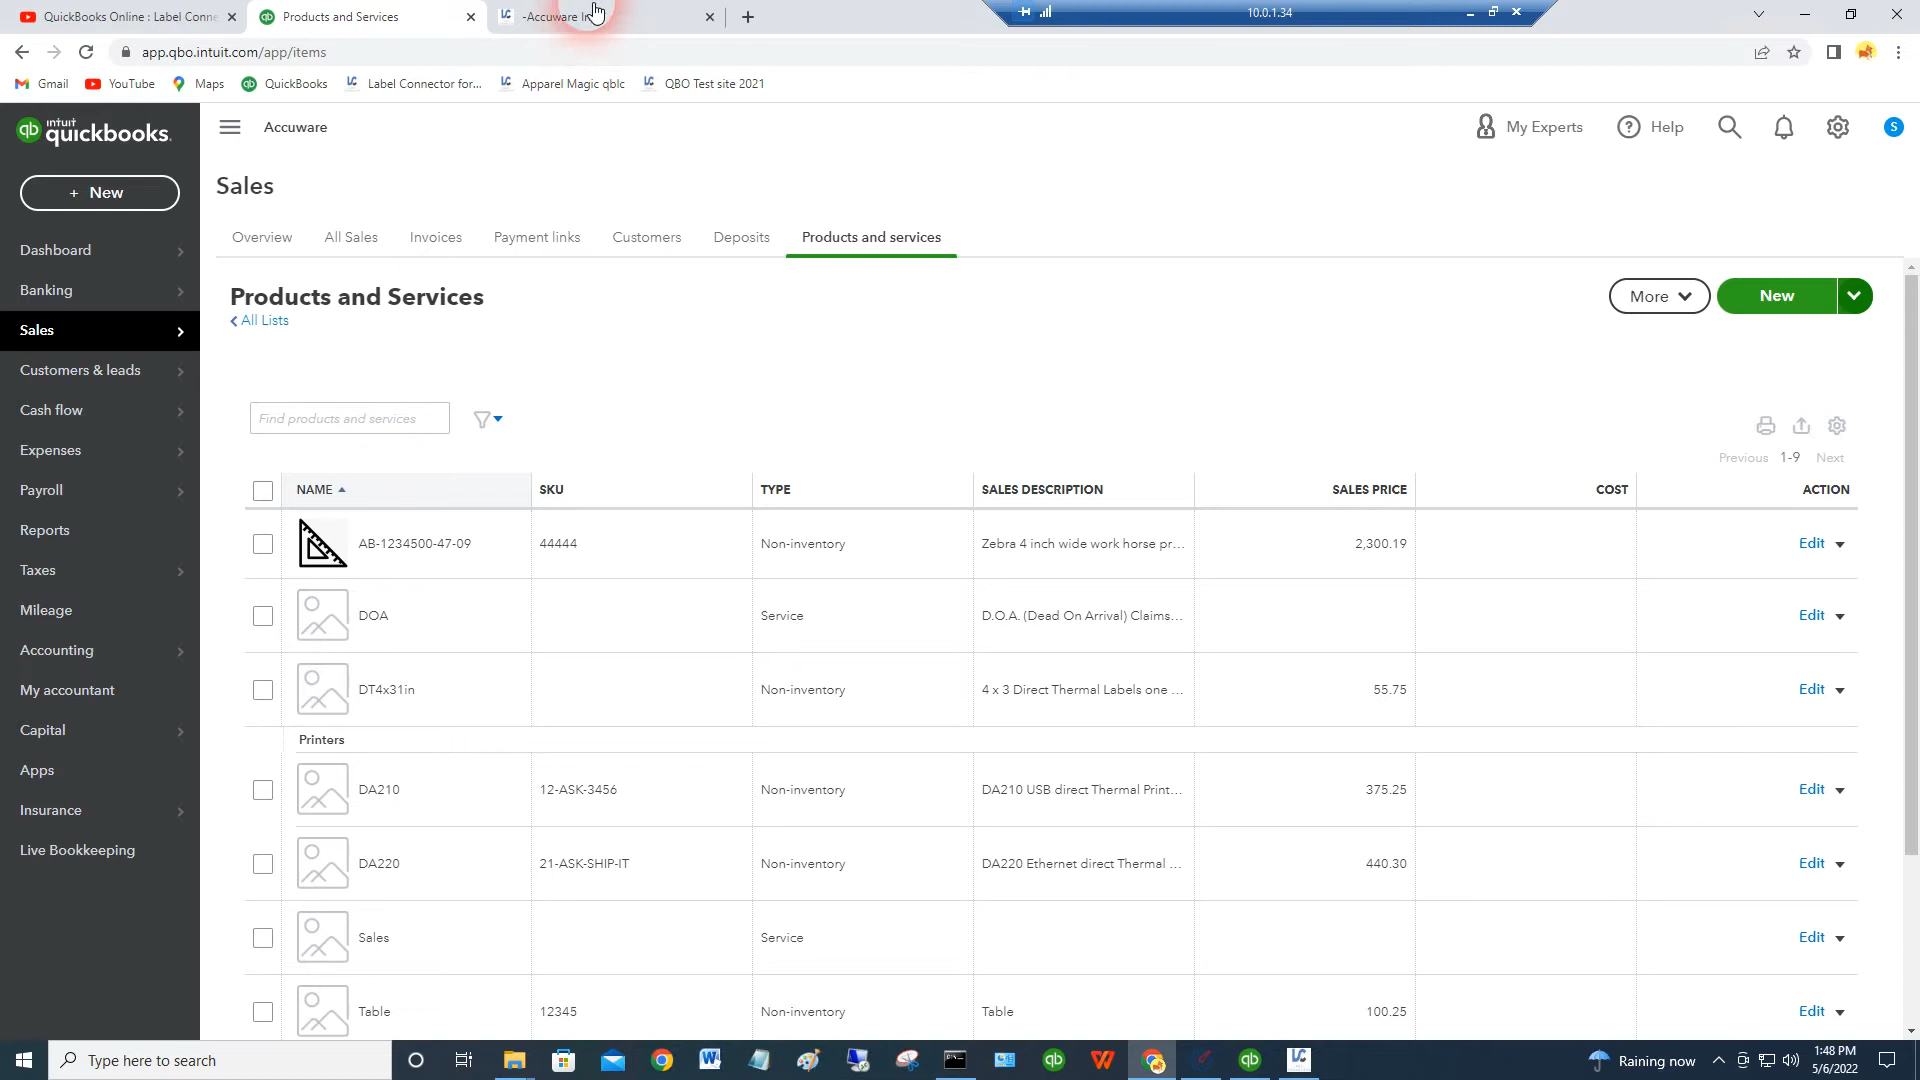 QuickBooks Online : Label Conne
Products and Services
-Accuware In
10.0.1.34
app.qbo.intuit.com/app/items
Gmail
YouTube
Maps
QuickBooks
Label Connector for...
Apparel Magic qblc
QBO Test site 2021
intuit
quickbooks.
Accuware
My Experts
Help
S
Sales
+ New
Overview
All Sales
Invoices
Payment links
Customers
Deposits
Products and services
Dashboard
Banking
Sales
Customers & leads
Cash flow
Expenses
Payroll
Reports
Taxes
Mileage
Accounting
My accountant
Capital
Apps
Insurance
Live Bookkeeping
Products and Services
All Lists
More
New
Find products and services
Previous 1-9 Next
NAME SKU TYPE SALES DESCRIPTION SALES PRICE COST ACTION
AB-1234500-47-09 44444 Non-inventory Zebra 4 inch wide work horse pr... 2,300.19 Edit
DOA Service D.O.A. (Dead On Arrival) Claims... Edit
DT4x31in Non-inventory 4 x 3 Direct Thermal Labels one ... 55.75 Edit
Printers
DA210 12-ASK-3456 Non-inventory DA210 USB direct Thermal Print... 375.25 Edit
DA220 21-ASK-SHIP-IT Non-inventory DA220 Ethernet direct Thermal ... 440.30 Edit
Sales Service Edit
Table 12345 Non-inventory Table 100.25 Edit
Type here to search
Raining now
1:48 PM
5/6/2022